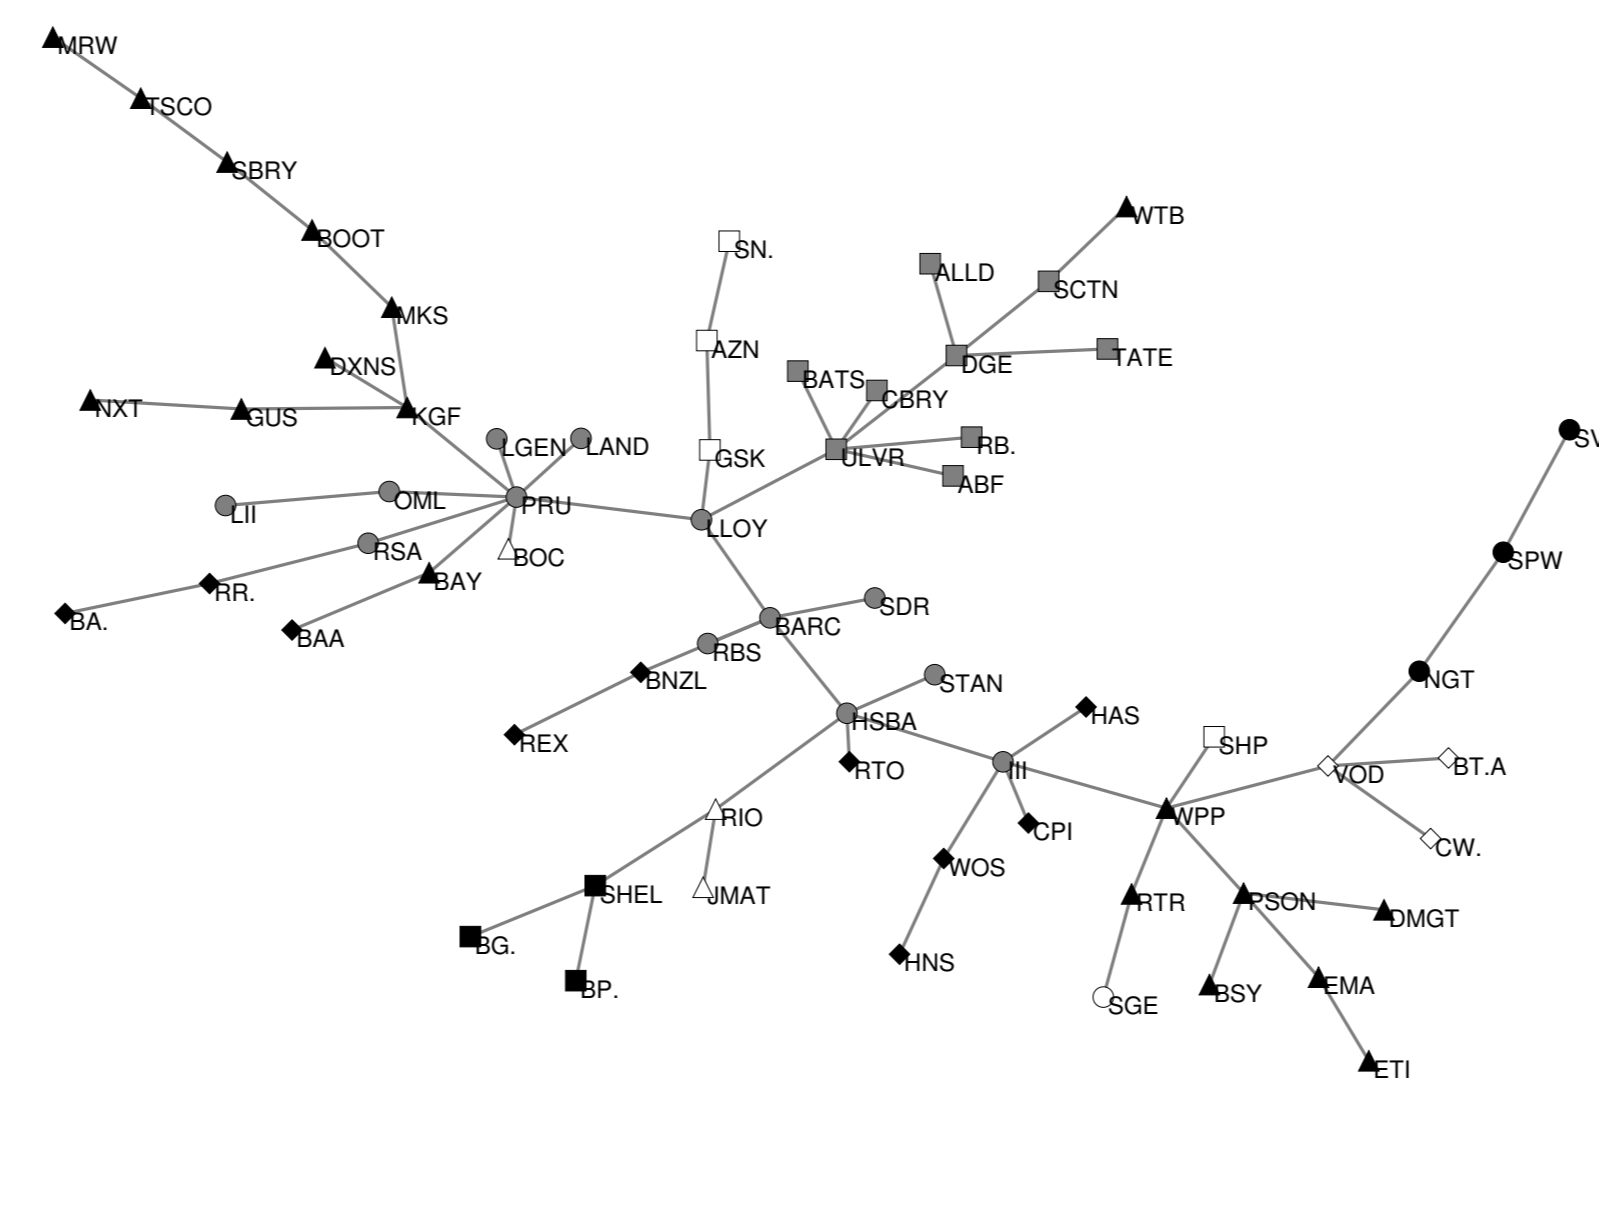 MRW
TSCO
SBRY
WTB
BOOT
SN.
ALLD
SCTN
MKS
AZN
DXNS
DGE
TATE
BATS
CBRY
NXT
GUS
KGF
LGEN
LAND
GSK
ULVR
RB.
SV
ABF
LII
OML
PRU
LLOY
RSA
BOC
SPW
RR.
BAY
BA.
BAA
SDR
BARC
RBS
BNZL
STAN
NGT
HSBA
HAS
REX
SHP
RTO
III
VOD
BT.A
RIO
CPI
WPP
CW.
WOS
SHEL
JMAT
RTR
PSON
DMGT
BG.
HNS
BP.
SGE
BSY
EMA
ETI